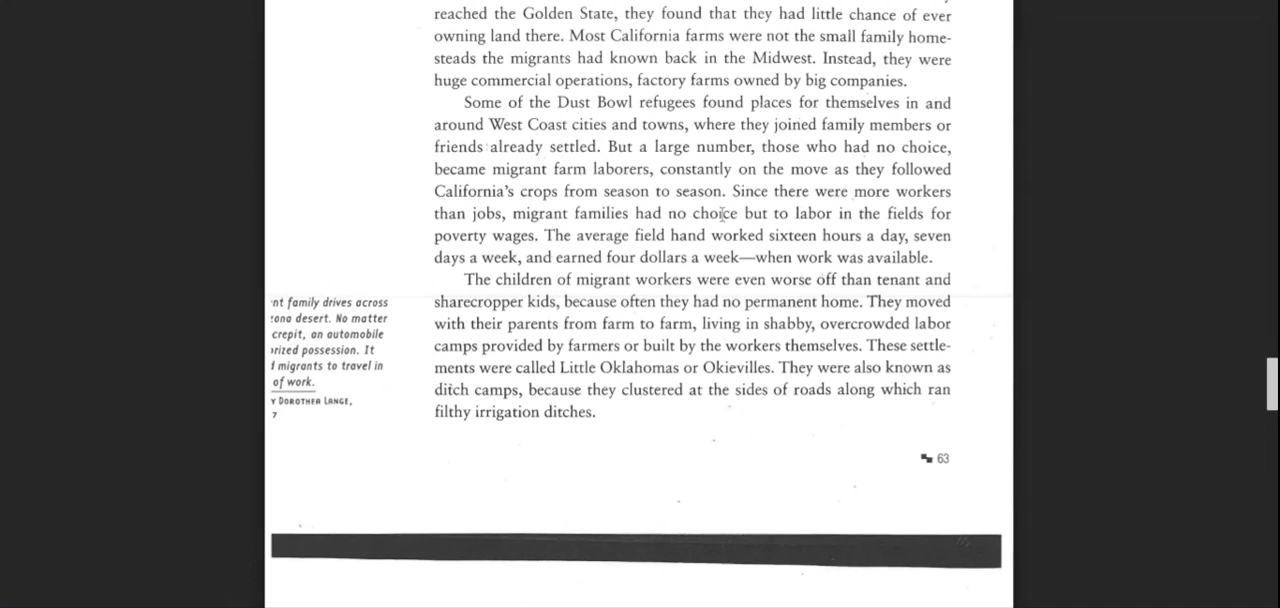 reached the Golden State, they found that they had little chance of ever
owning land there. Most California farms were not the small family home-
steads the migrants had known back in the Midwest. Instead, they were
huge commercial operations, factory farms owned by big companies.
Some of the Dust Bowl refugees found places for themselves in and
around West Coast cities and towns, where they joined family members or
friends already settled. But a large number, those who had no choice,
became migrant farm laborers, constantly on the move as they followed
California's crops from season to season. Since there were more workers
than jobs, migrant families had no choice but to labor in the fields for
poverty wages. The average field hand worked sixteen hours a day, seven
days a week, and earned four dollars a week—when work was available.
The children of migrant workers were even worse off than tenant and
sharecropper kids, because often they had no permanent home. They moved
with their parents from farm to farm, living in shabby, overcrowded labor
camps provided by farmers or built by the workers themselves. These settle-
ments were called Little Oklahomas or Okievilles. They were also known as
ditch camps, because they clustered at the sides of roads along which ran
filthy irrigation ditches.
nt family drives across
ona desert. No matter
crepit, an automobile
rized possession. It
migrants to travel in
of work.
Y DOROTHEA LANGE,
7
63